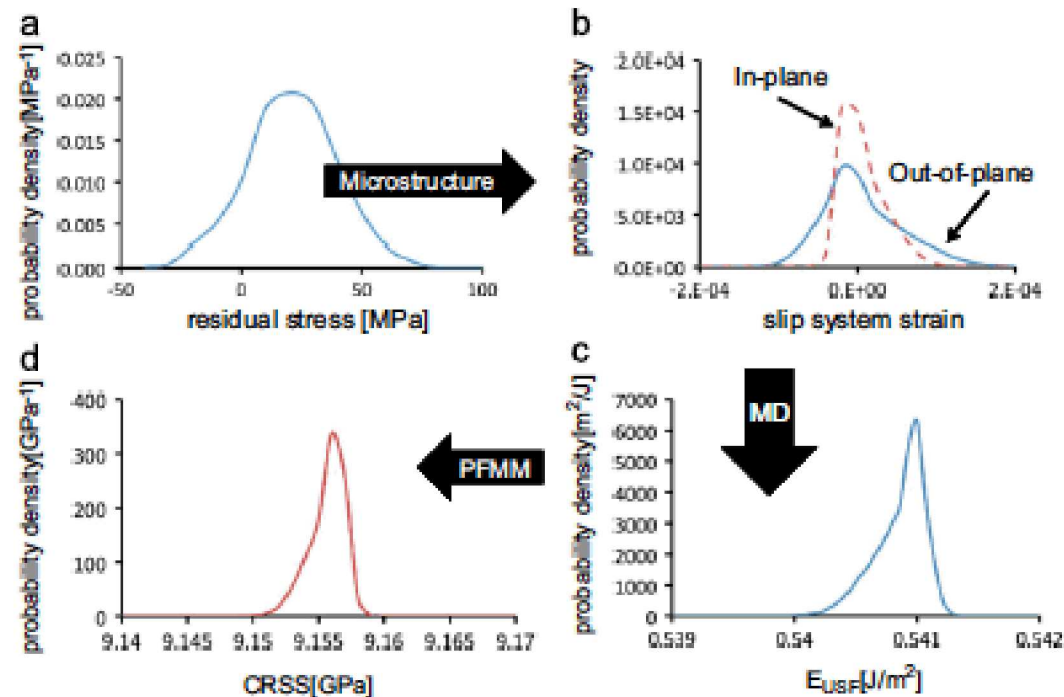 a
probability density[MPa⁻¹]
0.025
0.020
0.015
0.010
0.005
0.000
-50
0
50
100
residual stress [MPa]
Microstructure
b
probability density
2.0E+04
1.5E+04
1.0E+04
5.0E+03
0.0E+00
-2.E-04
0.E+00
2.E-04
slip system strain
In-plane
Out-of-plane
d
probability density[GPa⁻¹]
400
300
200
100
0
9.14
9.145
9.15
9.155
9.16
9.165
9.17
CRSS[GPa]
PFMM
c
MD
probability density[m²/J]
7000
6000
5000
4000
3000
2000
1000
0
0.539
0.54
0.541
0.542
E_USF[J/m²]